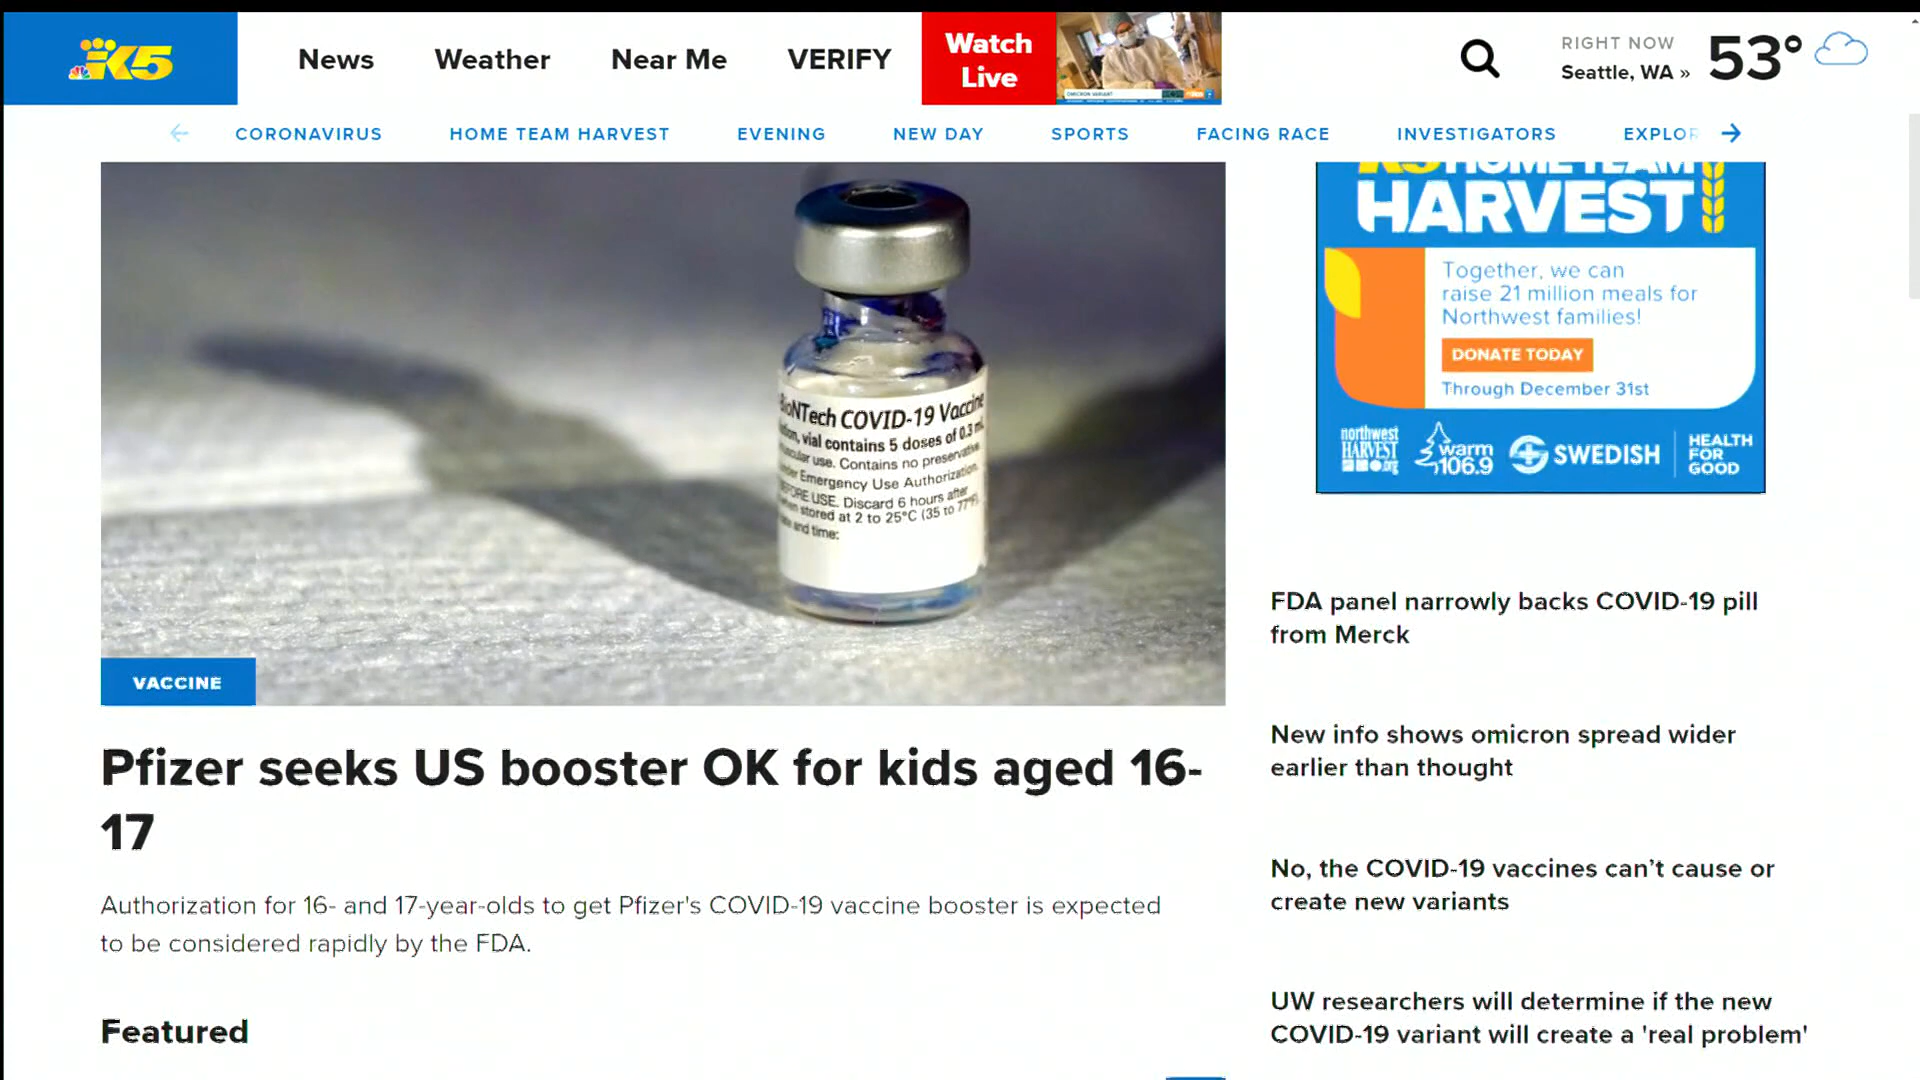 K5
News
Weather
Near Me
VERIFY
Watch
Live
OMICRON VARIANT
RIGHT NOW
Seattle, WA »
53°
CORONAVIRUS
HOME TEAM HARVEST
EVENING
NEW DAY
SPORTS
FACING RACE
INVESTIGATORS
EXPLOR
BioNTech COVID-19 Vaccine
vial contains 5 doses of 0.3 mL
use. Contains no preservative
Emergency Use Authorization.
USE. Discard 6 hours after
stored at 2 to 25°C (35 to 77°F)
and time:
VACCINE
Pfizer seeks US booster OK for kids aged 16-
17
Authorization for 16- and 17-year-olds to get Pfizer's COVID-19 vaccine booster is expected
to be considered rapidly by the FDA.
Featured
K5 HOME TEAM
HARVEST
Together, we can
raise 21 million meals for
Northwest families!
DONATE TODAY
Through December 31st
northwest
HARVEST
.org
warm
106.9
SWEDISH
HEALTH
FOR
GOOD
FDA panel narrowly backs COVID-19 pill
from Merck
New info shows omicron spread wider
earlier than thought
No, the COVID-19 vaccines can’t cause or
create new variants
UW researchers will determine if the new
COVID-19 variant will create a 'real problem'